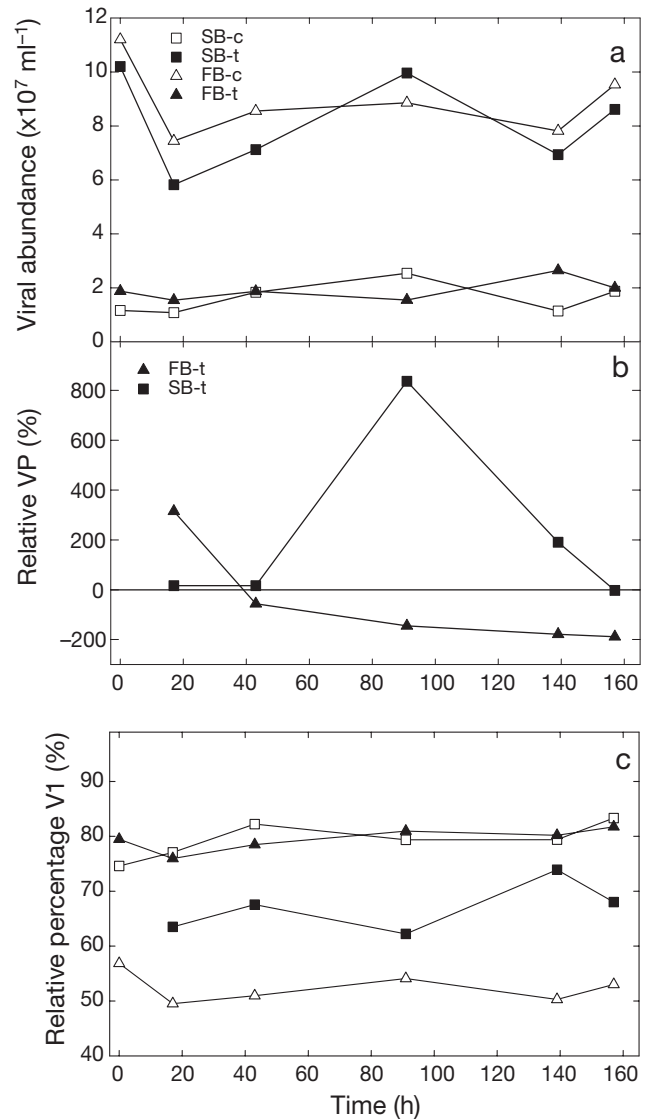 12
10
8
6
4
2
0
Viral abundance (x10⁷ ml⁻¹)
SB-c
SB-t
FB-c
FB-t
a
800
600
400
200
0
−200
Relative VP (%)
FB-t
SB-t
b
0 20 40 60 80 100 120 140 160
90
80
70
60
50
40
Relative percentage V1 (%)
c
0 20 40 60 80 100 120 140 160
Time (h)